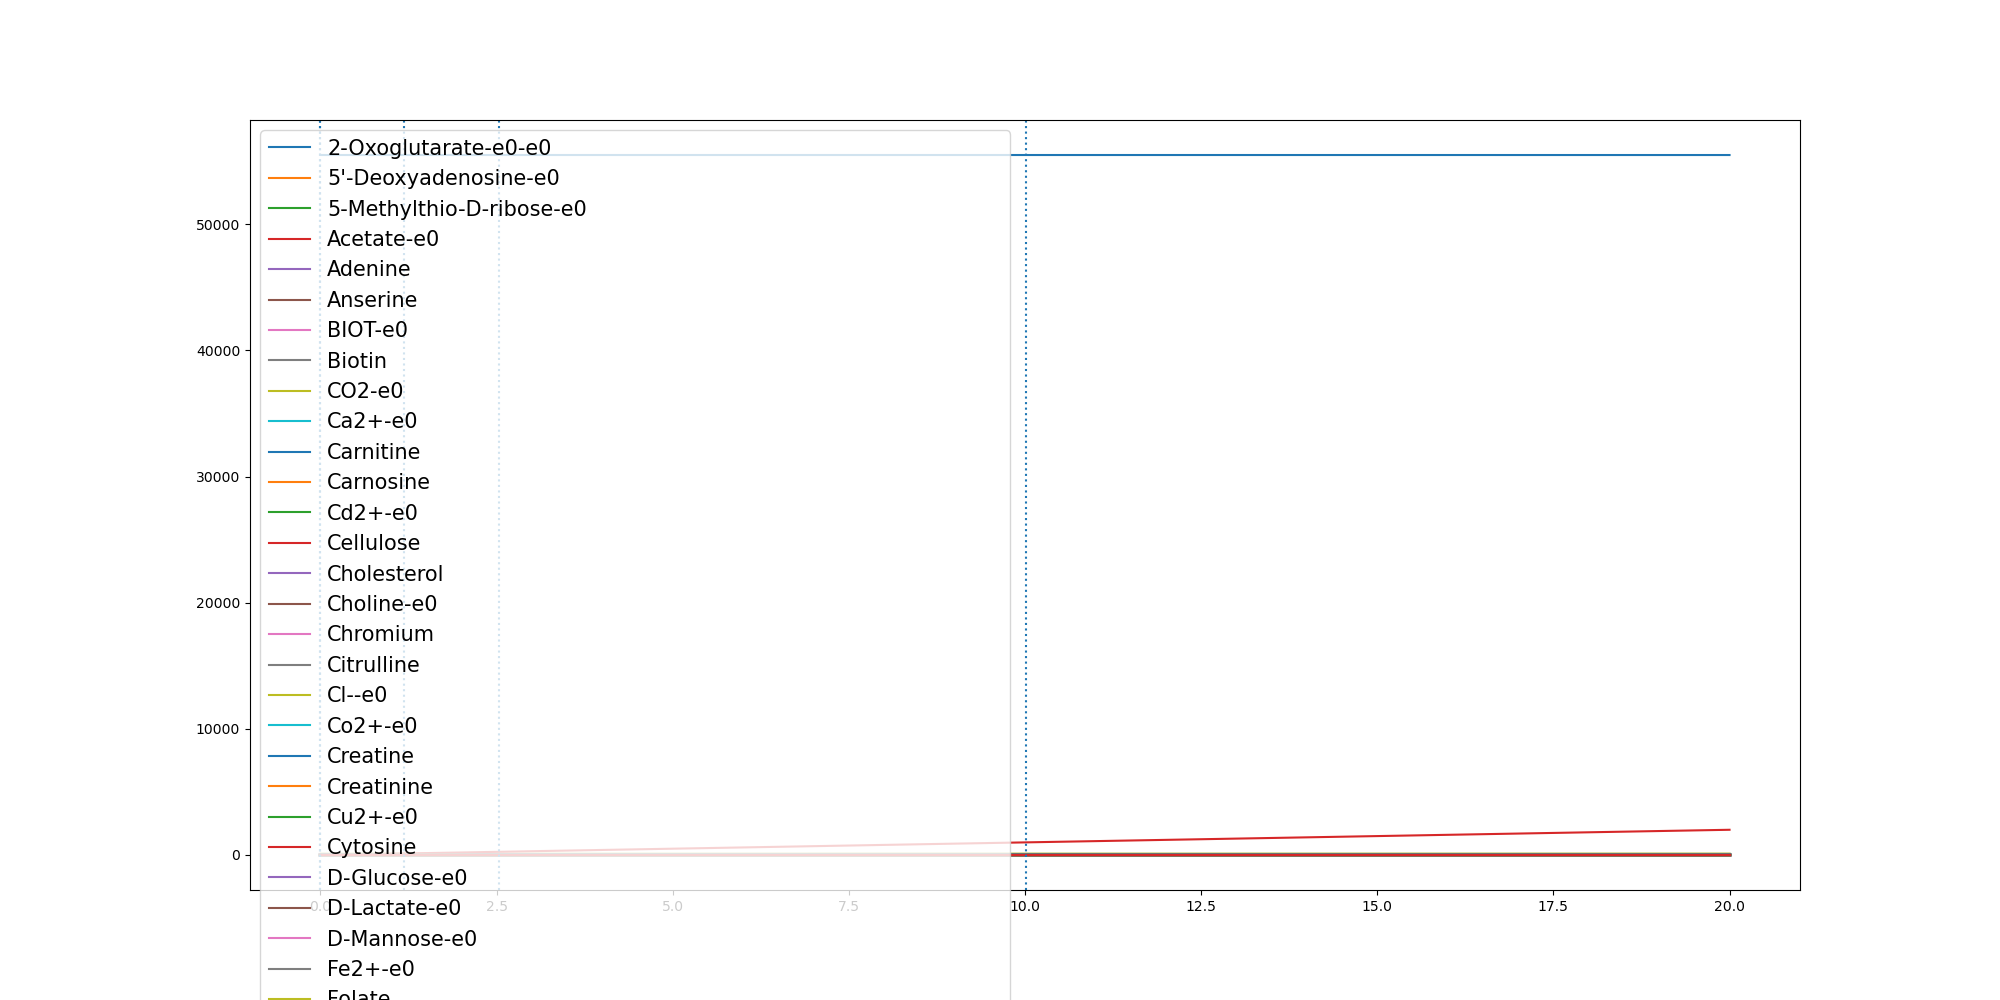 2-Oxoglutarate-e0-e0
5'-Deoxyadenosine-e0
5-Methylthio-D-ribose-e0
50000
Acetate-e0
Adenine
Anserine
BIOT-e0
40000
Biotin
CO2-e0
Ca2+-e0
Carnitine
30000
Carnosine
Cd2+-e0
Cellulose
Cholesterol
20000
Choline-e0
Chromium
Citrulline
Cl--e0
10000
Co2+-e0
Creatine
Creatinine
Cu2+-e0
Cytosine
0
D-Glucose-e0
D-Lactate-e0
0.0 2.5 5.0 7.5 10.0 12.5 15.0 17.5 20.0
D-Mannose-e0
Fe2+-e0
Folate